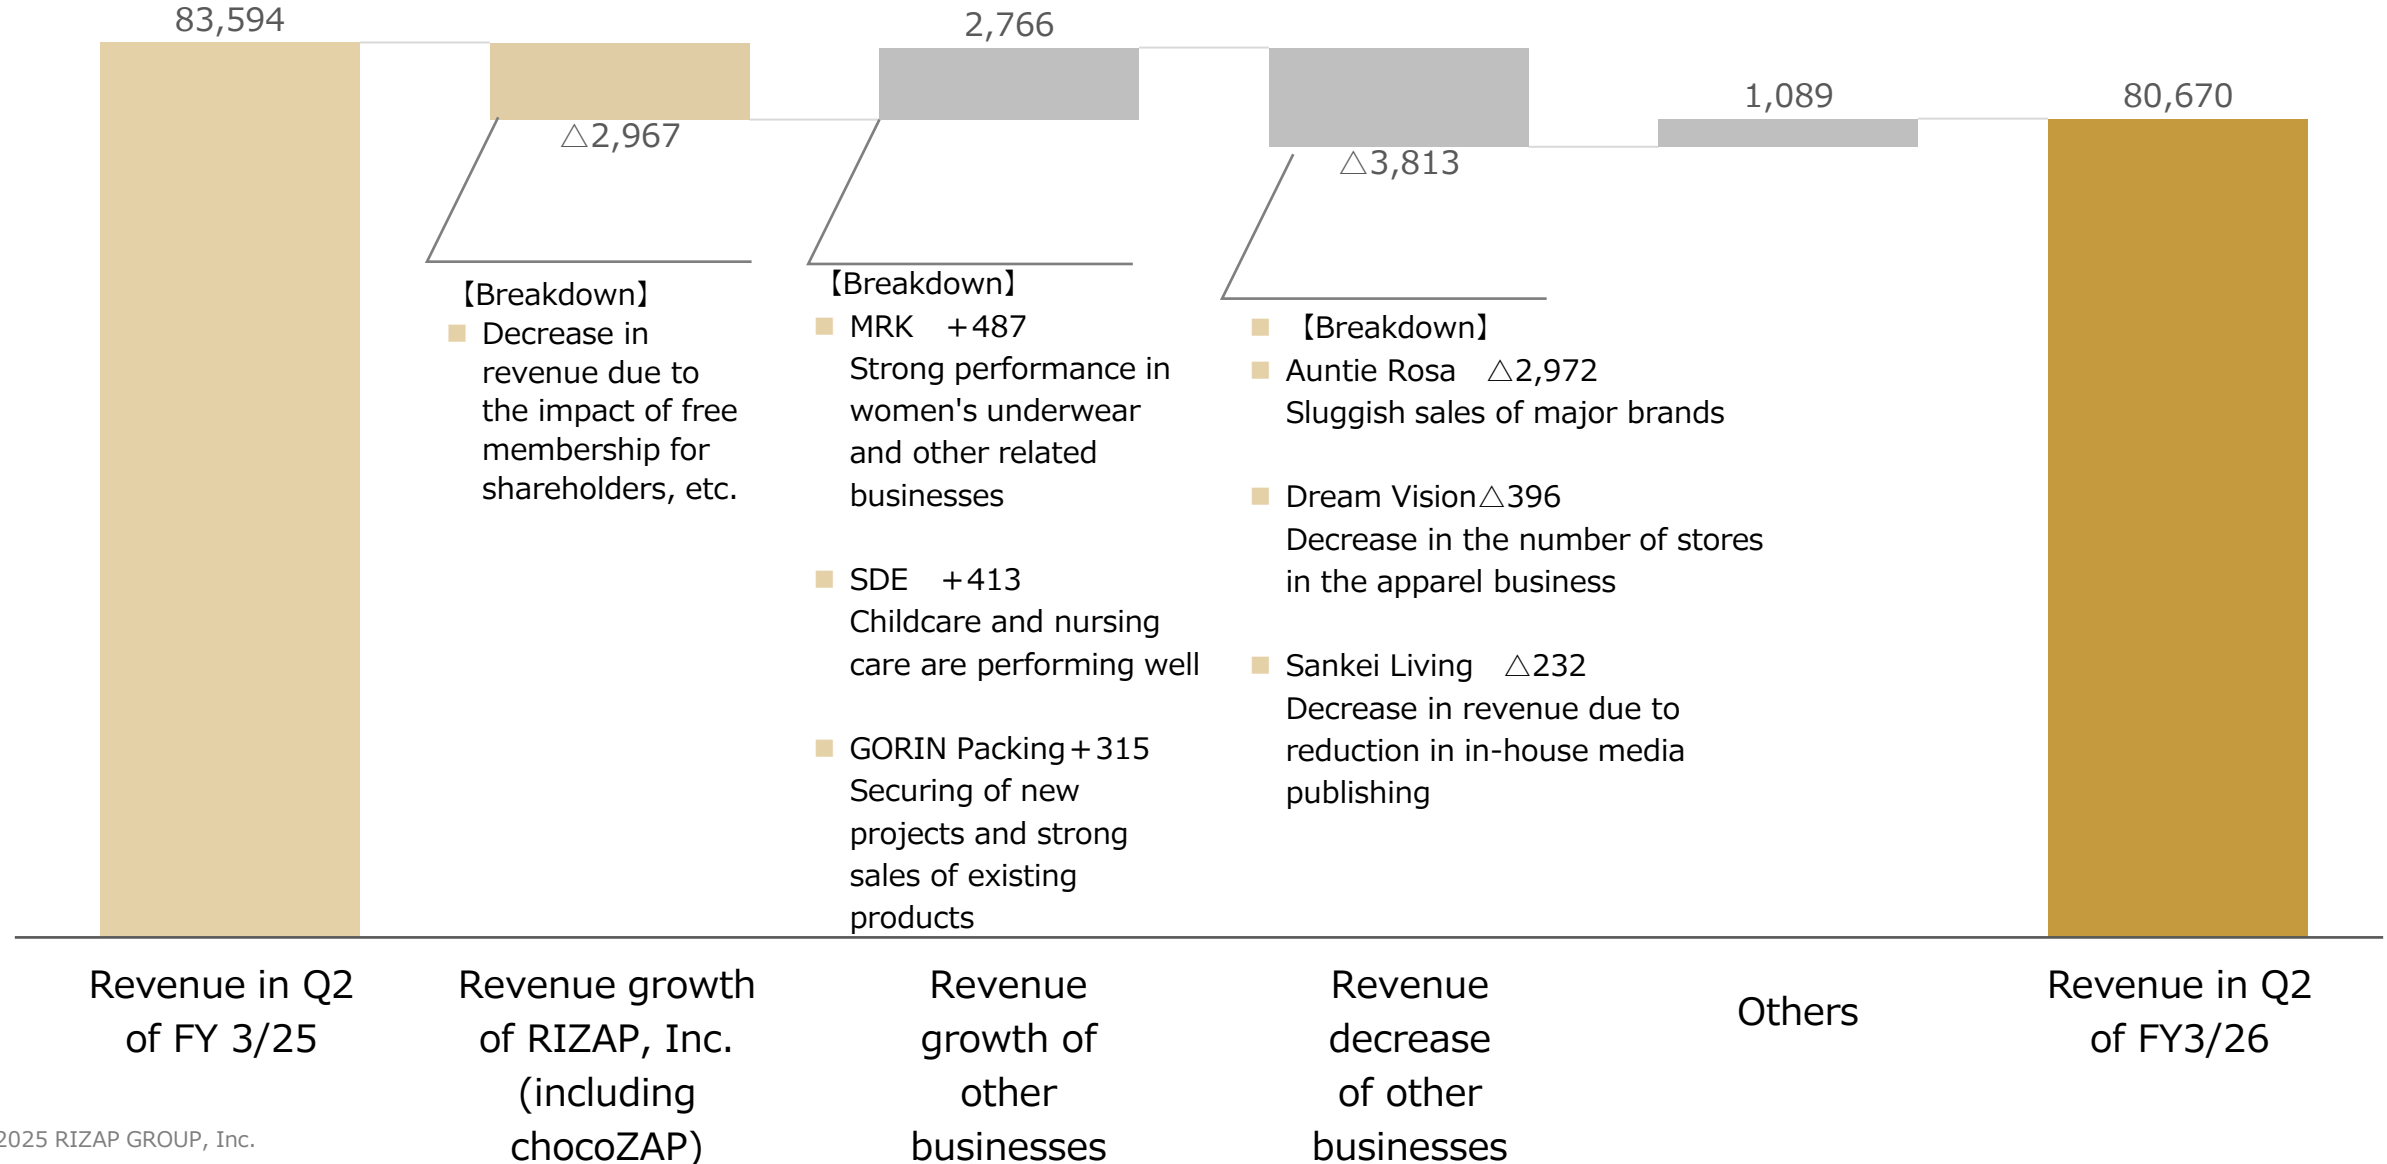 83,594
2,766
1,089
80,670
△2,967
△3,813
【Breakdown】
■ Decrease in
revenue due to
the impact of free
membership for
shareholders, etc.
【Breakdown】
■ MRK +487
Strong performance in
women's underwear
and other related
businesses
■ SDE +413
Childcare and nursing
care are performing well
■ GORIN Packing+315
Securing of new
projects and strong
sales of existing
products
■ 【Breakdown】
■ Auntie Rosa △2,972
Sluggish sales of major brands
■ Dream Vision△396
Decrease in the number of stores
in the apparel business
■ Sankei Living △232
Decrease in revenue due to
reduction in in-house media
publishing
Revenue in Q2
of FY 3/25
Revenue growth
of RIZAP, Inc.
(including
chocoZAP)
Revenue
growth of
other
businesses
Revenue
decrease
of other
businesses
Others
Revenue in Q2
of FY3/26
2025 RIZAP GROUP, Inc.